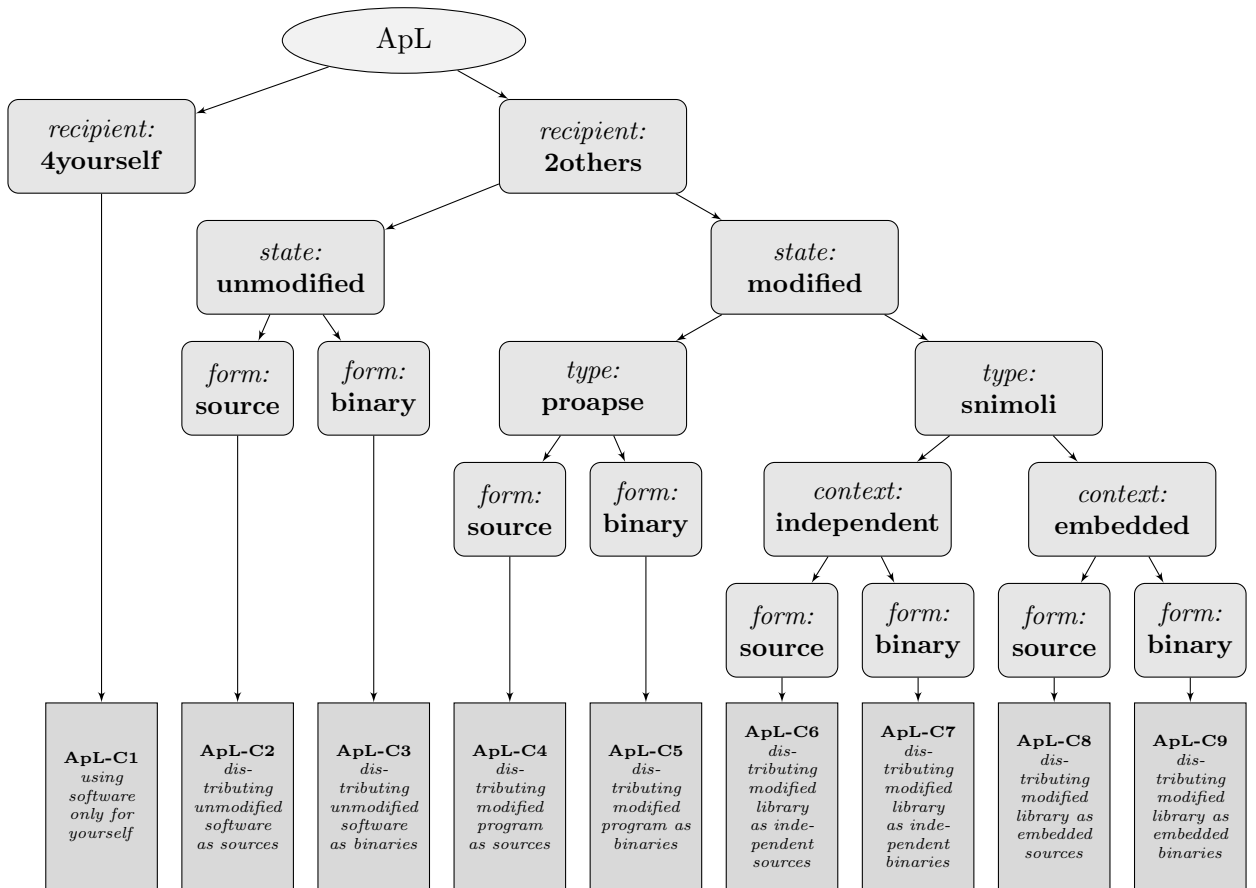 ApL
recipient:
4yourself
recipient:
2others
state:
unmodified
state:
modified
form:
source
form:
binary
type:
proapse
type:
snimoli
form:
source
form:
binary
context:
independent
context:
embedded
form:
source
form:
binary
form:
source
form:
binary
ApL-C1
using
software
only for
yourself
ApL-C2
dis-
tributing
unmodified
software
as sources
ApL-C3
dis-
tributing
unmodified
software
as binaries
ApL-C4
dis-
tributing
modified
program
as sources
ApL-C5
dis-
tributing
modified
program as
binaries
ApL-C6
dis-
tributing
modified
library
as inde-
pendent
sources
ApL-C7
dis-
tributing
modified
library
as inde-
pendent
binaries
ApL-C8
dis-
tributing
modified
library as
embedded
sources
ApL-C9
dis-
tributing
modified
library as
embedded
binaries